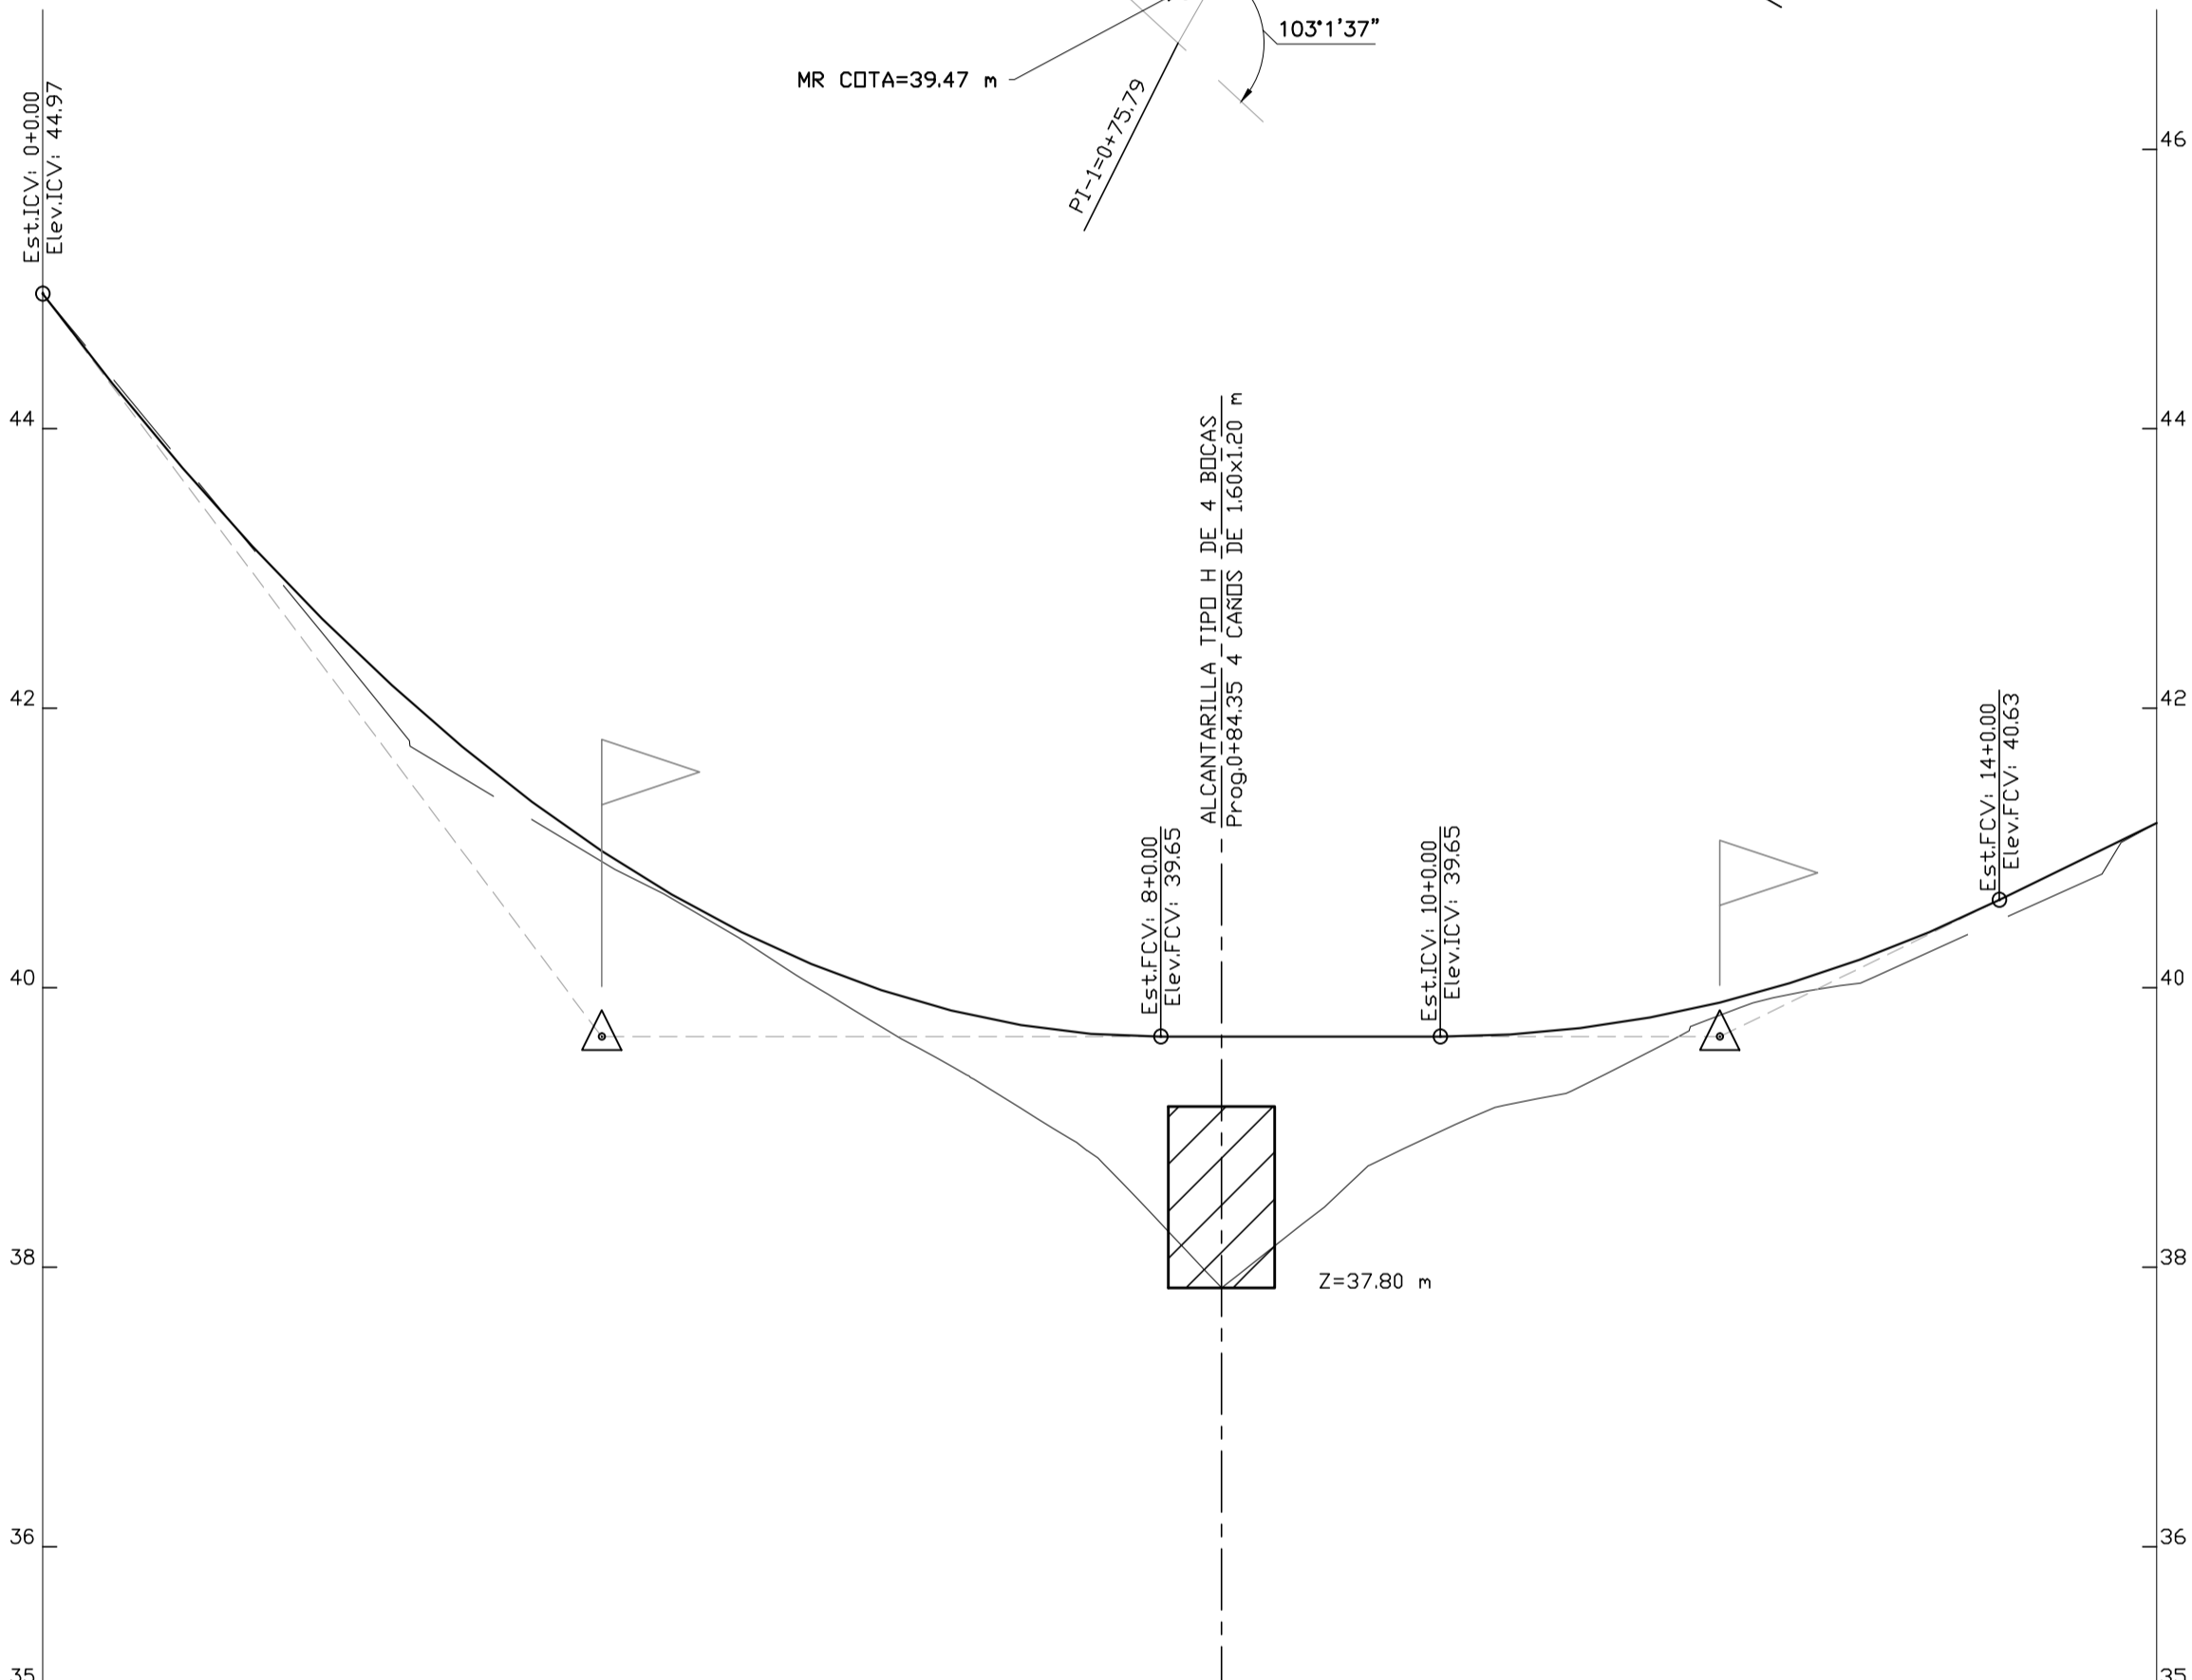 103°1'37"
MR COTA=39.47 m
PI-1=0+75.79
Est.ICV: 0+0.00
Elev.ICV: 44.97
46
44
44
42
42
ALCANTARILLA TIPO H DE 4 BOCAS
Prog.0+84.35 4 CAÑOS DE 1.60x1.20 m
Est.FCV: 8+0.00
Elev.FCV: 39.65
Est.ICV: 10+0.00
Elev.ICV: 39.65
Est.FCV: 14+0.00
Elev.FCV: 40.63
40
40
38
38
Z=37.80 m
36
36
35
35